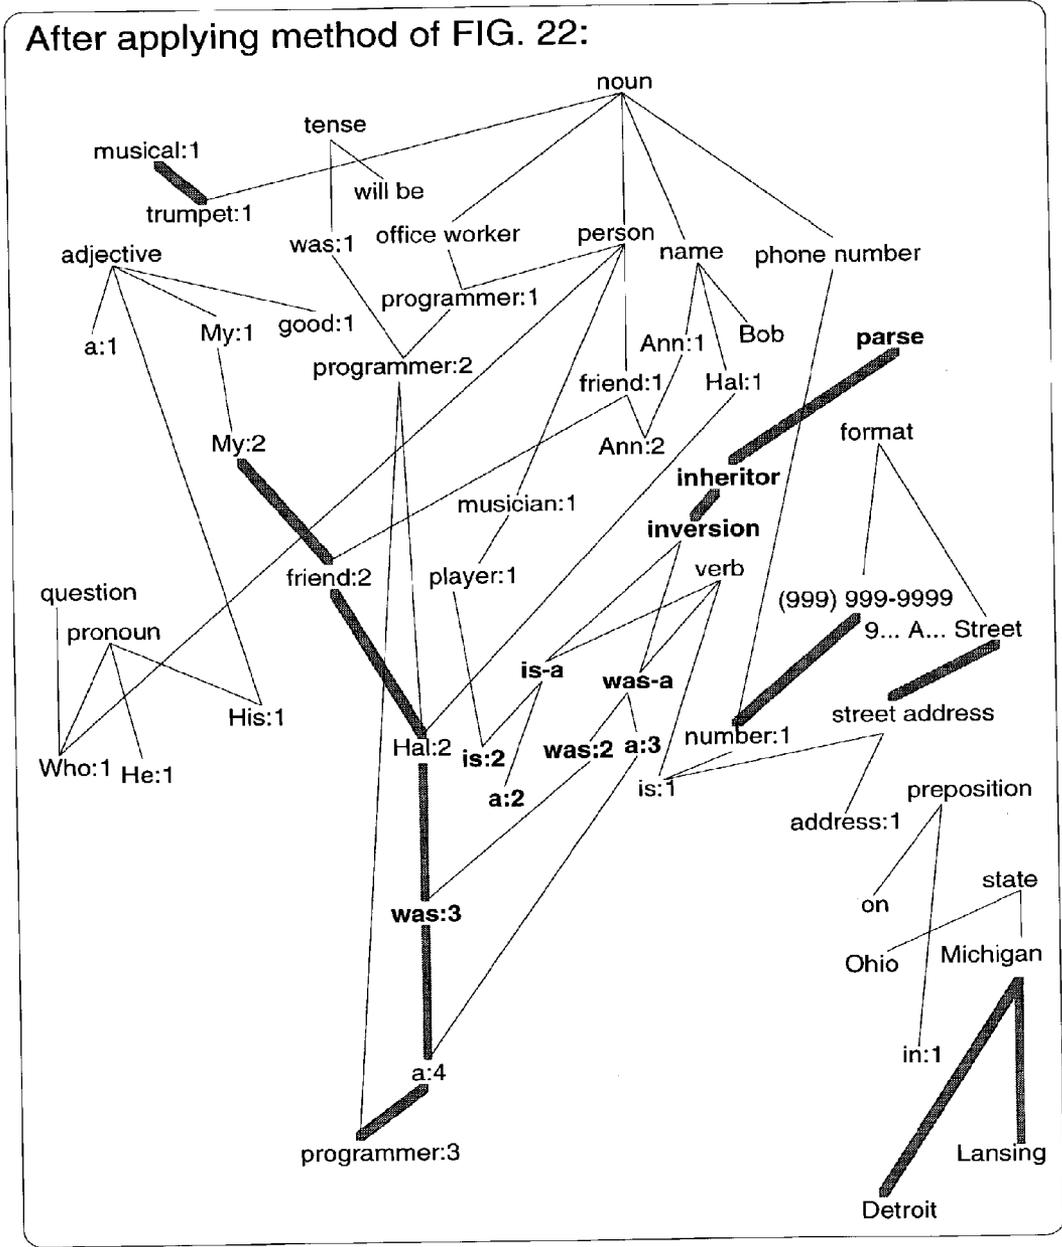 After applying method of FIG. 22:
noun
tense
musical:1
will be
trumpet:1
adjective
was:1
office worker
person
name
phone number
programmer:1
a:1
My:1
good:1
Ann:1
Bob
parse
programmer:2
friend:1
Hal:1
format
My:2
Ann:2
inheritor
musician:1
inversion
question
friend:2
player:1
verb
(999) 999-9999
pronoun
9... A... Street
is-a
was-a
His:1
street address
Who:1
He:1
Hal:2
is:2
was:2
a:3
number:1
a:2
is:1
preposition
address:1
state
was:3
on
Ohio
Michigan
in:1
a:4
programmer:3
Lansing
Detroit